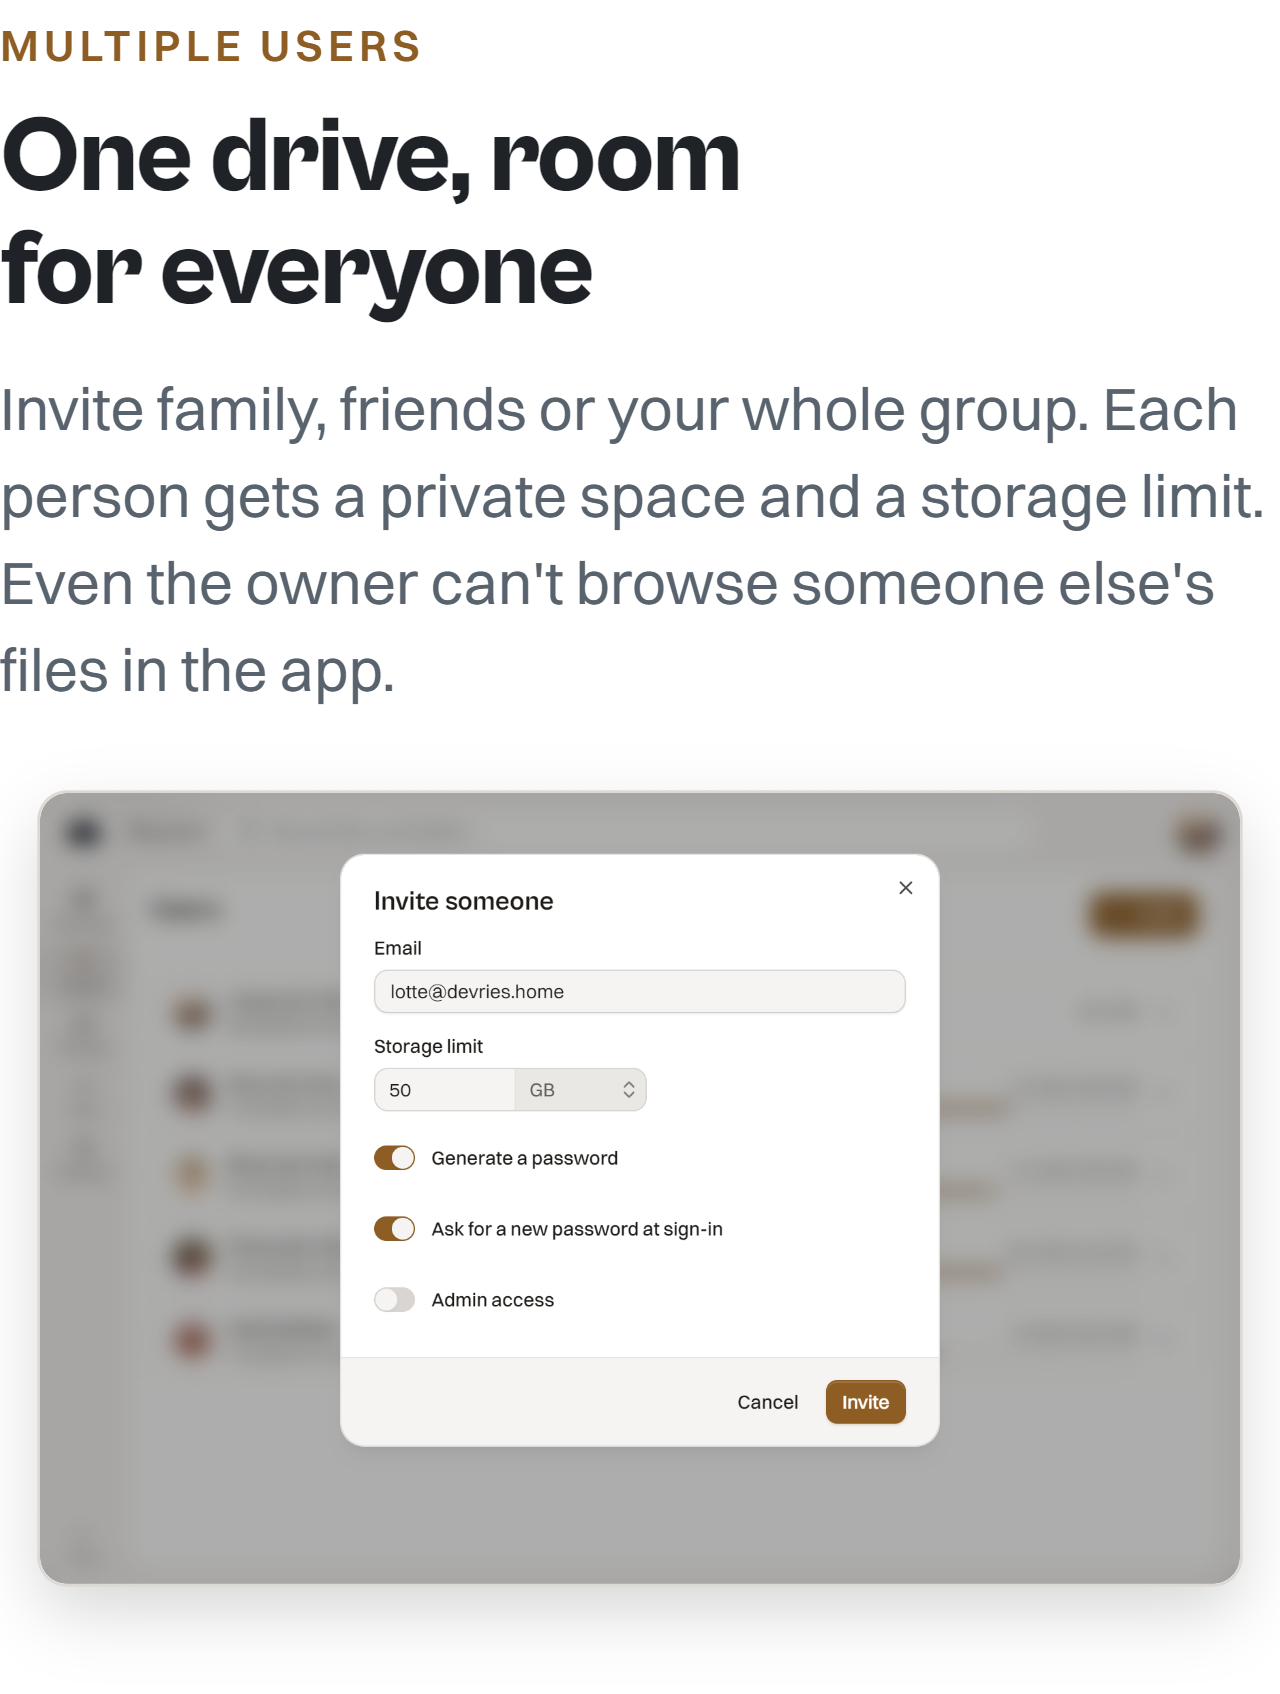 MULTIPLE USERS
One drive, room
for everyone
Invite family, friends or your whole group. Each
person gets a private space and a storage limit.
Even the owner can't browse someone else's
files in the app.
Invite someone
Email
lotte@devries.home
Storage limit
50 GB
Generate a password
Ask for a new password at sign-in
Admin access
Cancel Invite